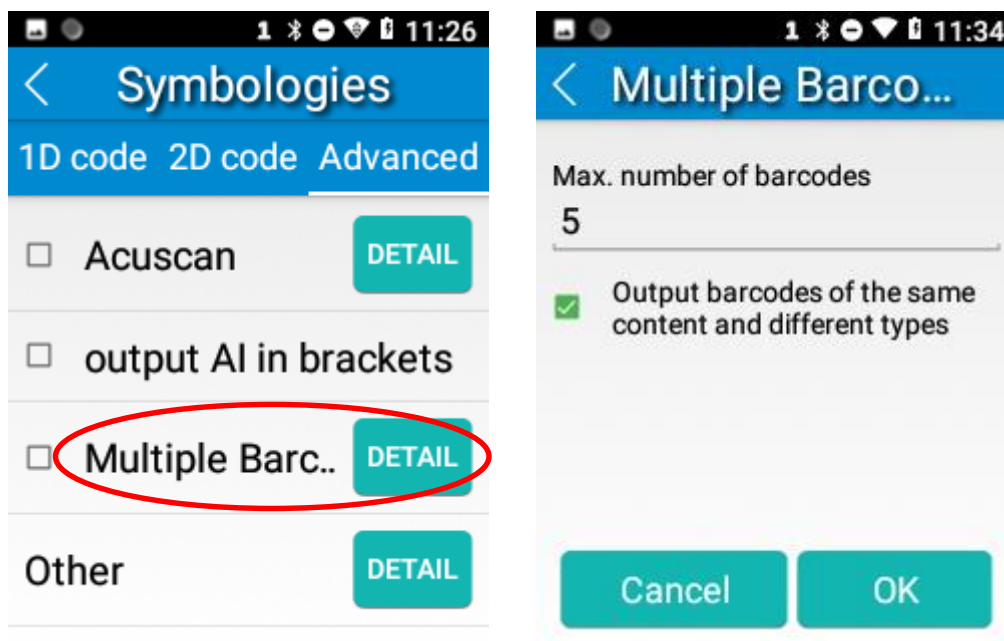 1 11:26
Symbologies
1D code 2D code Advanced
Acuscan DETAIL
output AI in brackets
Multiple Barc.. DETAIL
Other DETAIL
1 11:34
Multiple Barco...
Max. number of barcodes
5
Output barcodes of the same
content and different types
Cancel OK